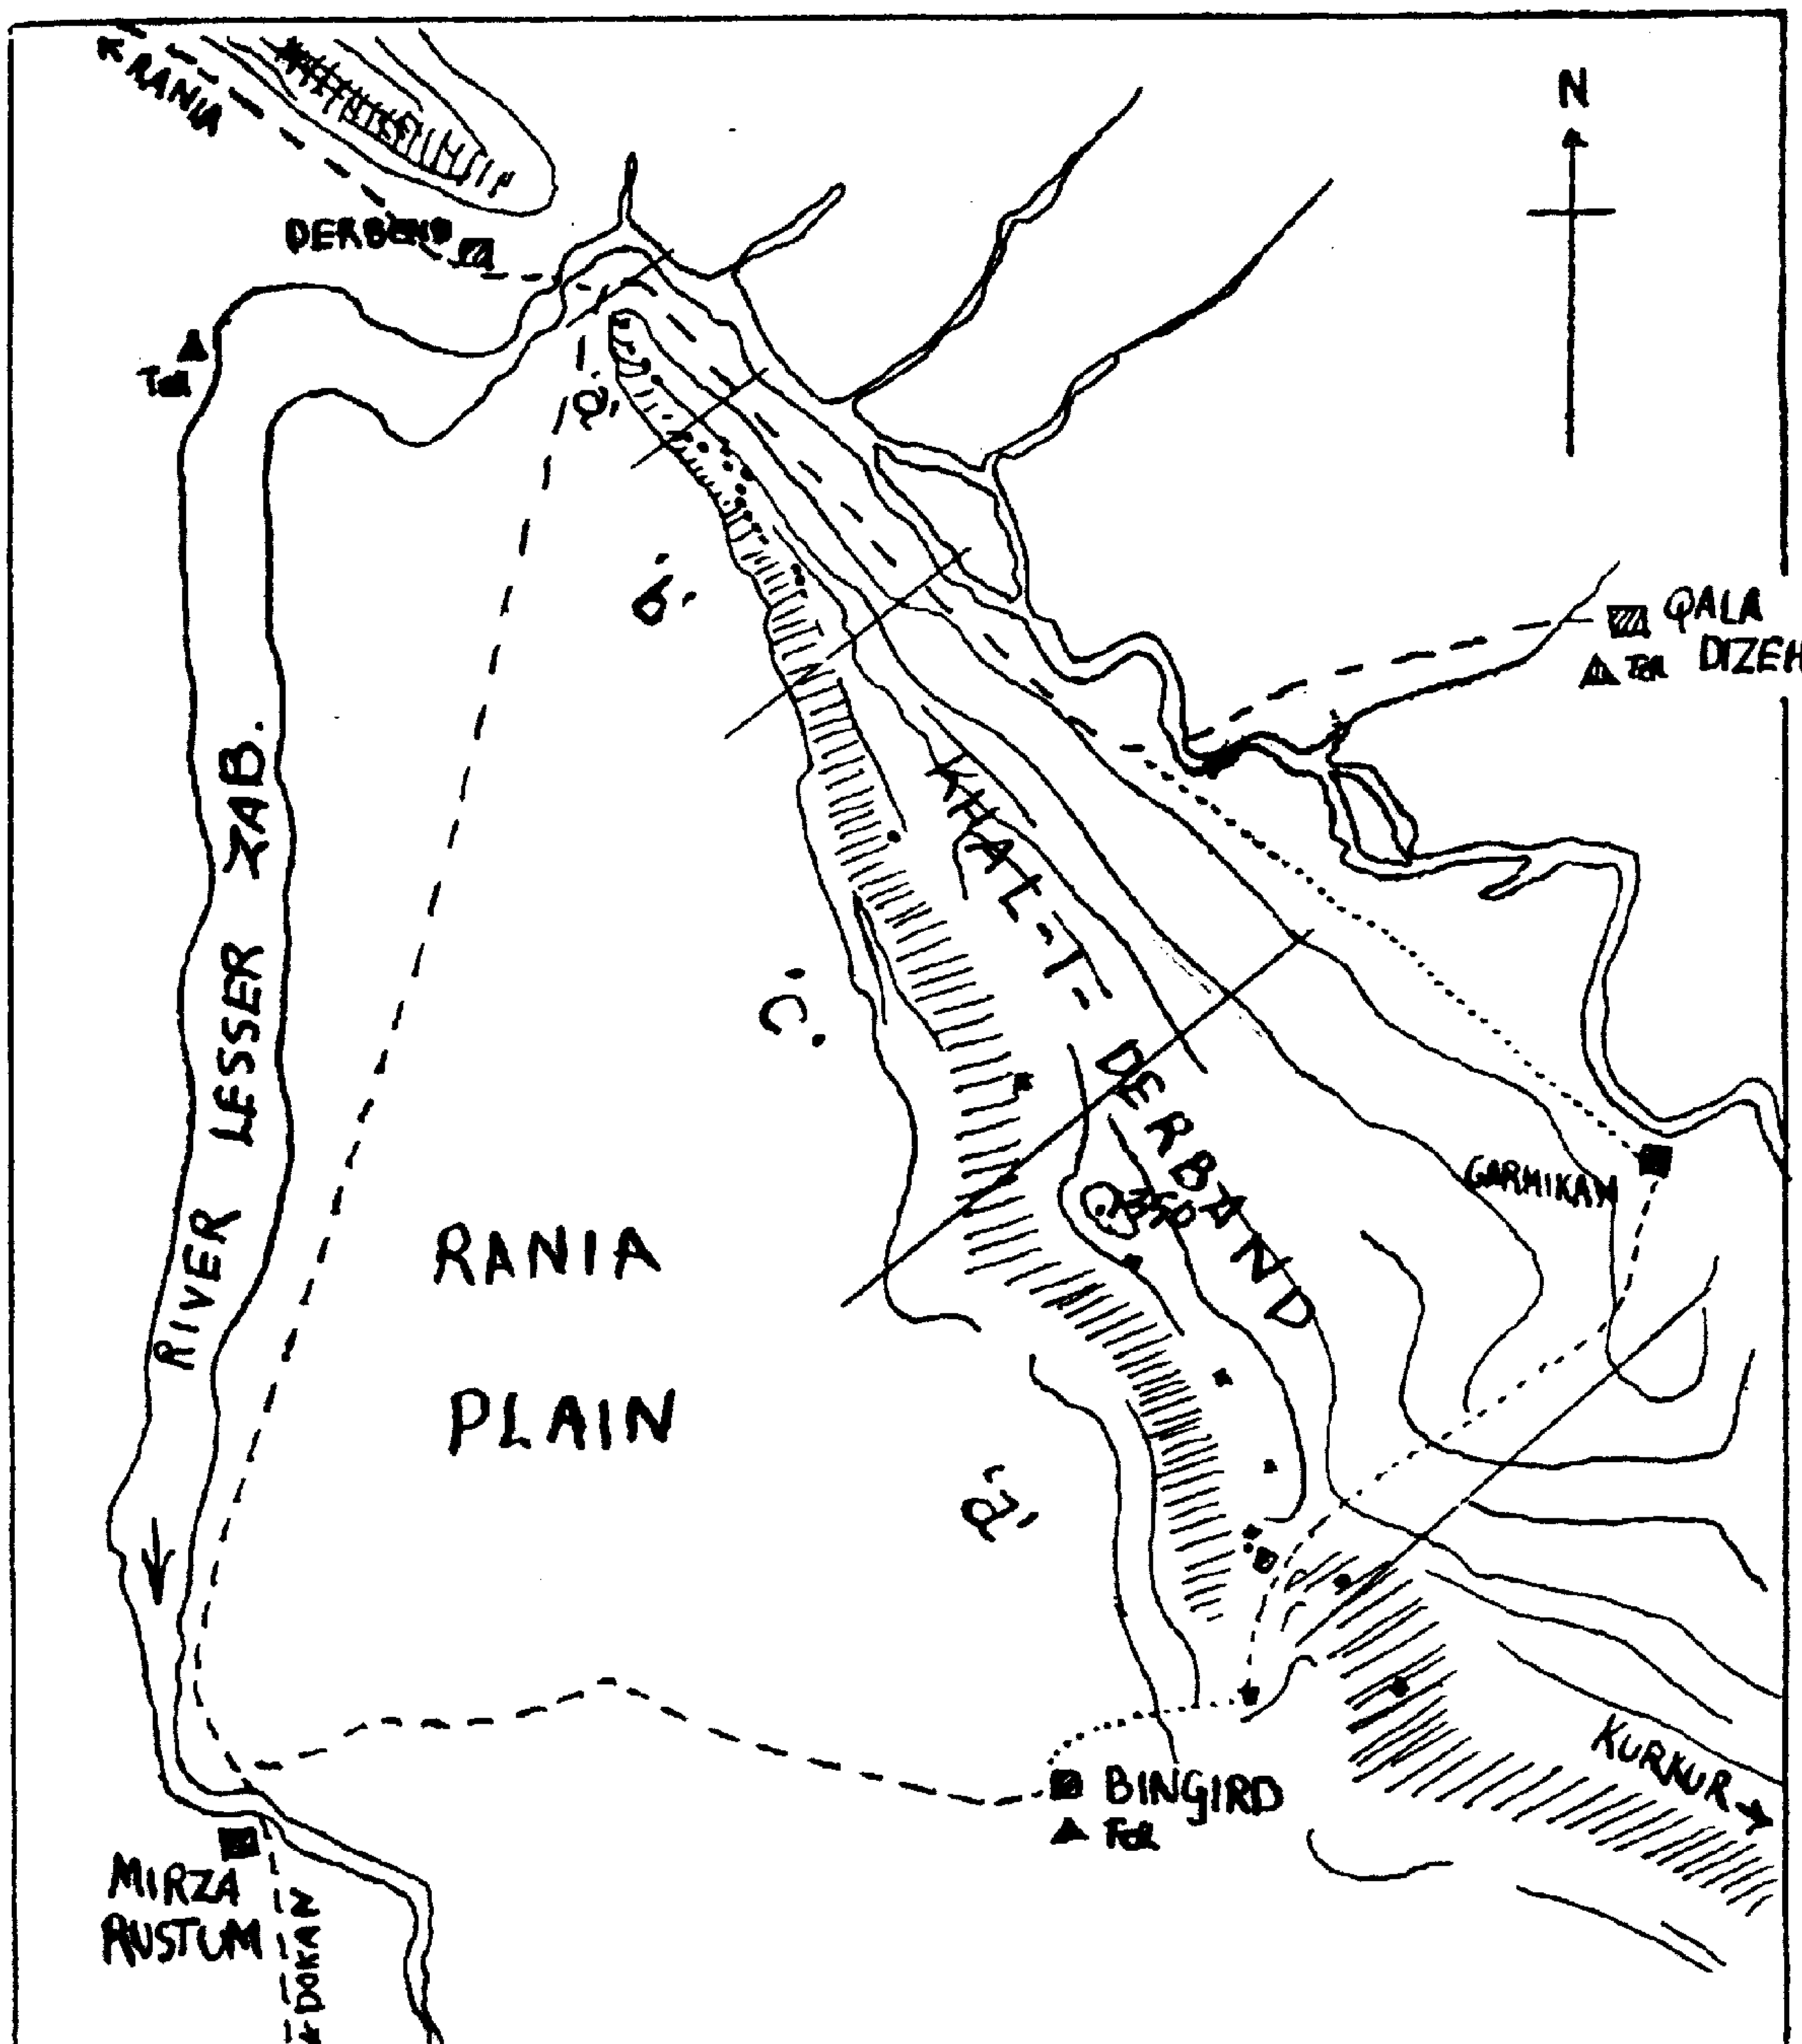 RANIA
N
DERBEND
Tell
'a'
'b'
QALA
DIZEH
Tell
RIVER LESSER ZAB.
KHAL-I-DERBAND
'C'
GARMIKAN
RANIA
PLAIN
'd'
KURKUR
BINGIRD
Tell
MIRZA
RUSTUM
DOKAN